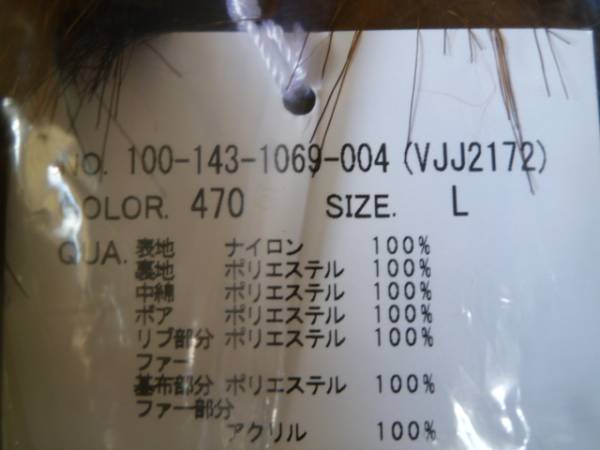 NO. 100-143-1069-004 (VJJ2172)
COLOR. 470 SIZE. L
QUA. 表地 ナイロン 100%
裏地 ポリエステル 100%
中綿 ポリエステル 100%
ボア ポリエステル 100%
リブ部分 ポリエステル 100%
ファー
基布部分 ポリエステル 100%
ファー部分
アクリル 100%